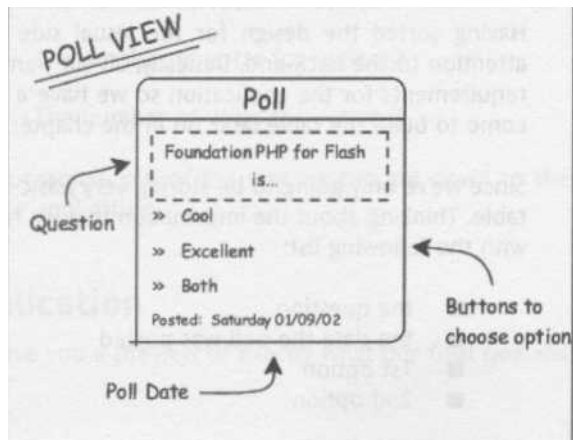 POLL VIEW
Poll
Foundation PHP for Flash
is...
» Cool
» Excellent
» Both
Posted: Saturday 01/09/02
Question
Buttons to
choose option
Poll Date